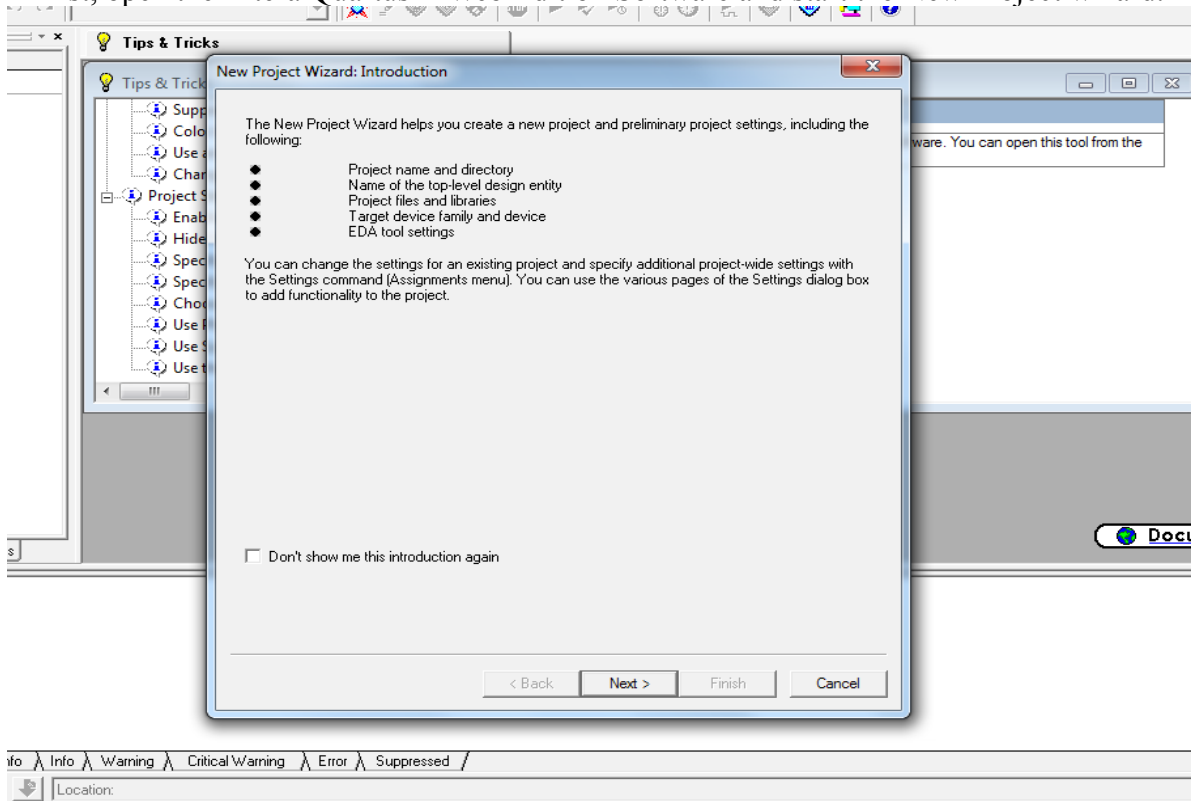 Tips & Tricks
Tips & Trick
New Project Wizard: Introduction
Supp
Colo
Use a
Char
Project S
Enab
Hide
Spec
Spec
Choo
Use
Use S
Use t
The New Project Wizard helps you create a new project and preliminary project settings, including the
following:
Project name and directory
Name of the top-level design entity
Project files and libraries
Target device family and device
EDA tool settings
You can change the settings for an existing project and specify additional project-wide settings with
the Settings command (Assignments menu). You can use the various pages of the Settings dialog box
to add functionality to the project.
ware. You can open this tool from the
Don't show me this introduction again
Docu
s
< Back
Next >
Finish
Cancel
nfo
Info
Warning
Critical Warning
Error
Suppressed
Location: